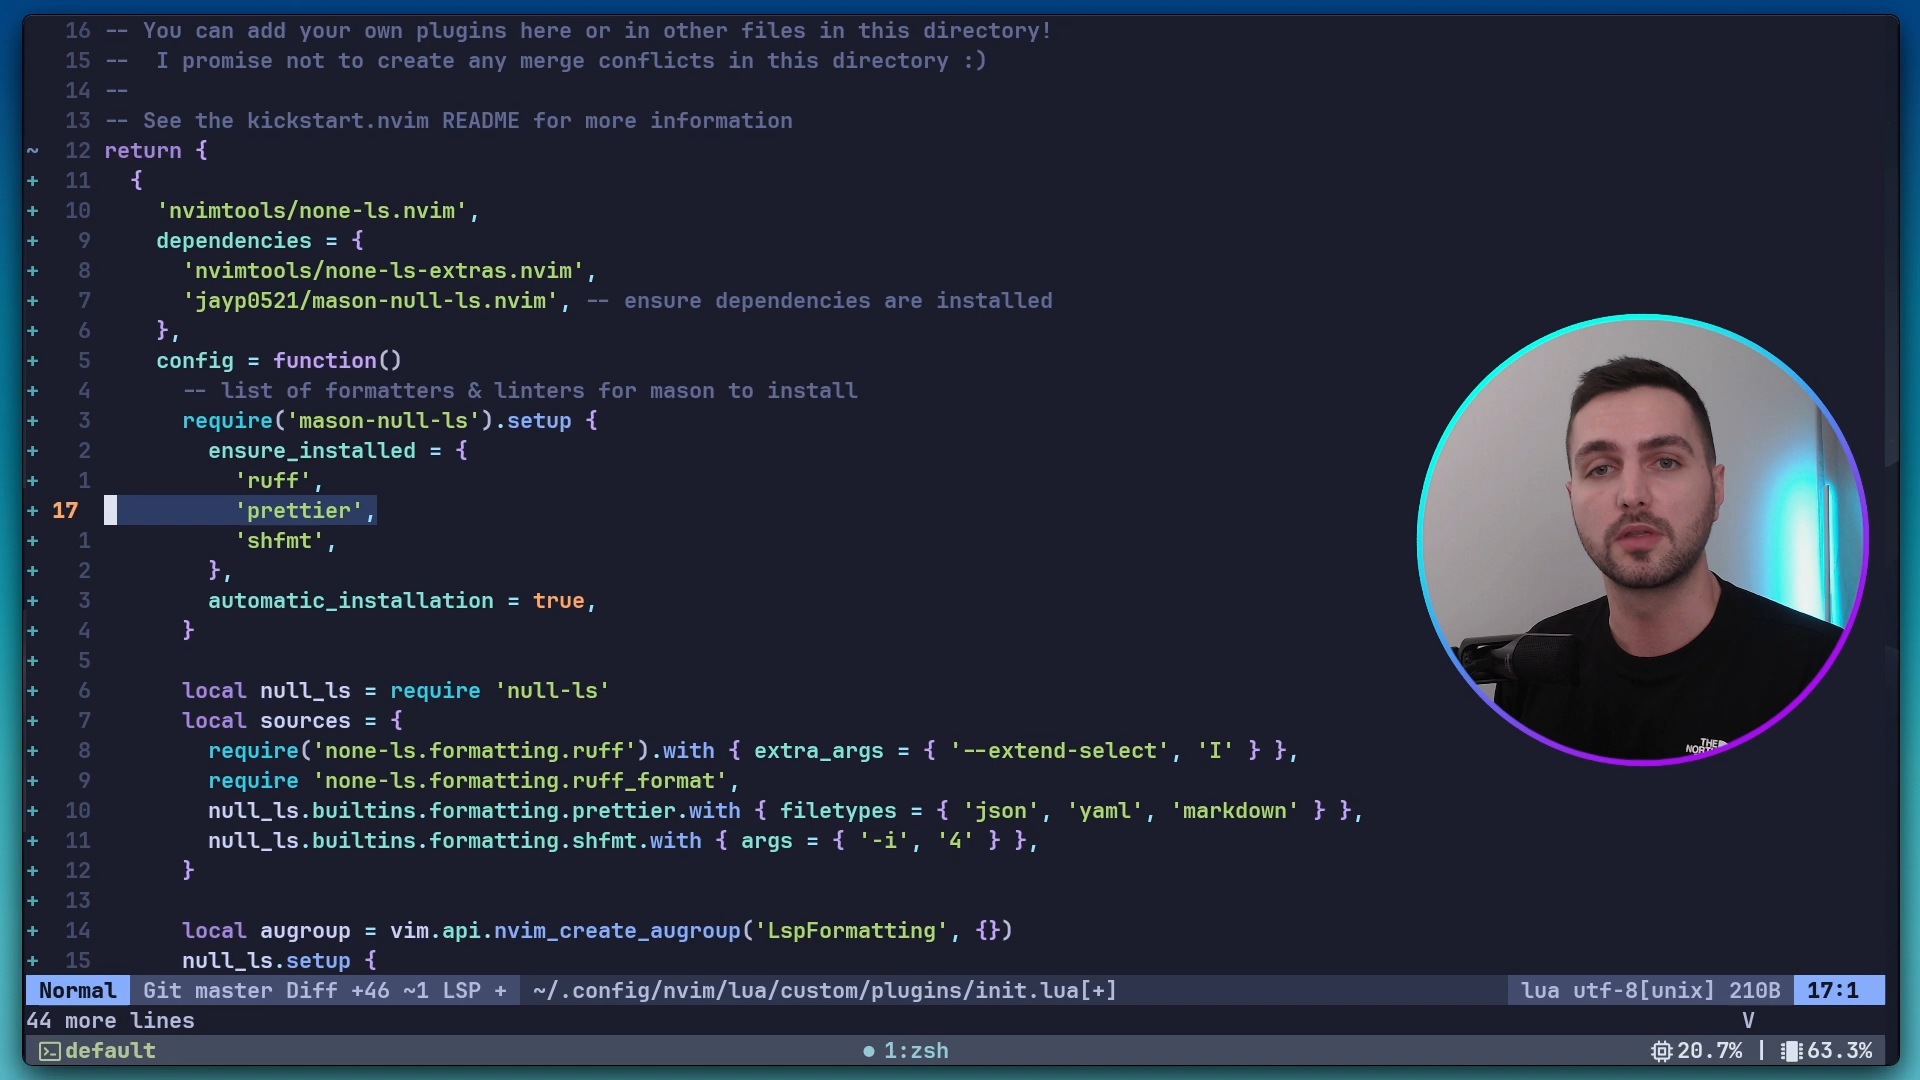 16 -- You can add your own plugins here or in other files in this directory!
15 --  I promise not to create any merge conflicts in this directory :)
14 --
13 -- See the kickstart.nvim README for more information
~ 12 return {
+ 11   {
+ 10     'nvimtools/none-ls.nvim',
+ 9     dependencies = {
+ 8       'nvimtools/none-ls-extras.nvim',
+ 7       'jayp0521/mason-null-ls.nvim', -- ensure dependencies are installed
+ 6     },
+ 5     config = function()
+ 4       -- list of formatters & linters for mason to install
+ 3       require('mason-null-ls').setup {
+ 2         ensure_installed = {
+ 1           'ruff',
+ 17           'prettier',
+ 1           'shfmt',
+ 2         },
+ 3         automatic_installation = true,
+ 4       }
+ 5
+ 6       local null_ls = require 'null-ls'
+ 7       local sources = {
+ 8         require('none-ls.formatting.ruff').with { extra_args = { '--extend-select', 'I' } },
+ 9         require 'none-ls.formatting.ruff_format',
+ 10         null_ls.builtins.formatting.prettier.with { filetypes = { 'json', 'yaml', 'markdown' } },
+ 11         null_ls.builtins.formatting.shfmt.with { args = { '-i', '4' } },
+ 12       }
+ 13
+ 14       local augroup = vim.api.nvim_create_augroup('LspFormatting', {})
+ 15       null_ls.setup {
Normal Git master Diff +46 ~1 LSP + ~/.config/nvim/lua/custom/plugins/init.lua[+] lua utf-8[unix] 210B 17:1
44 more lines V
default 1:zsh 20.7% | 63.3%
THE
NORTH